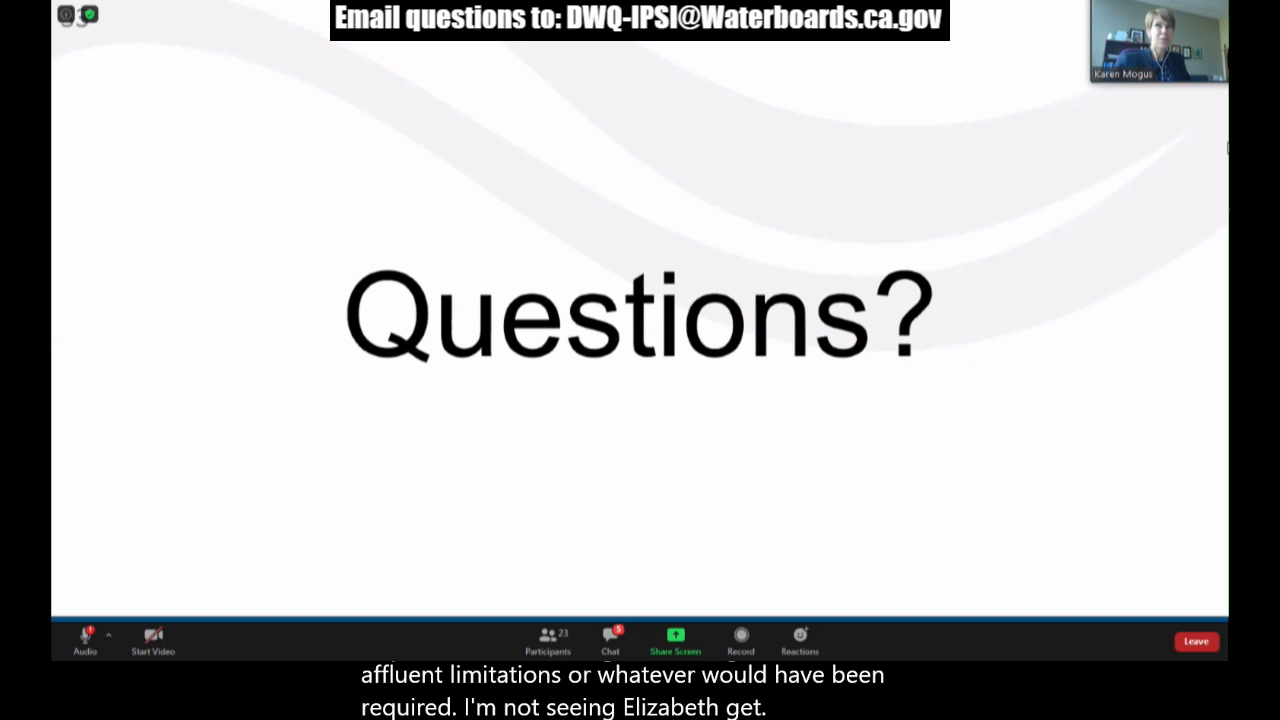 Email questions to: DWQ-IPSI@Waterboards.ca.gov
Karen Mogus
Questions?
Audio
Start Video
23
Participants
5
Chat
Share Screen
Record
Reactions
Leave
affluent limitations or whatever would have been
required. I'm not seeing Elizabeth get.